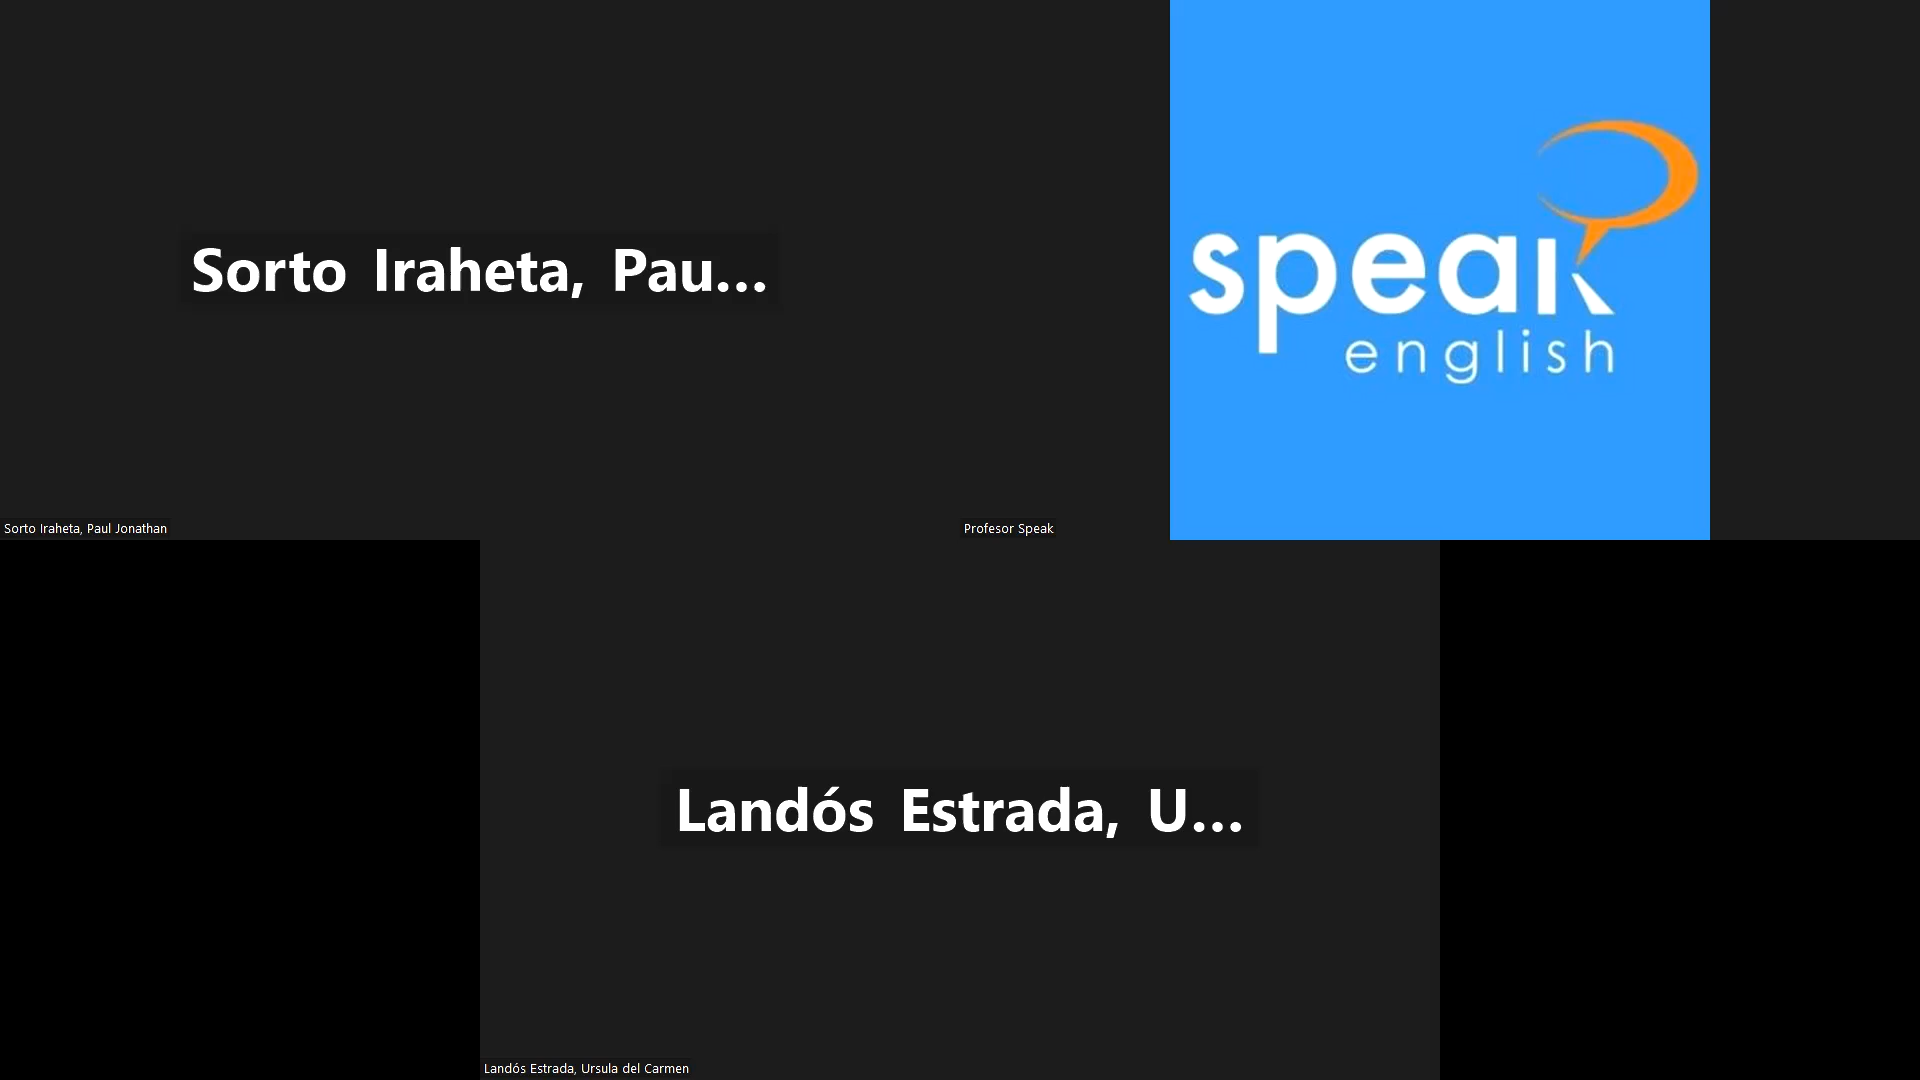 Sorto Iraheta, Pau...
speak
english
Sorto Iraheta, Paul Jonathan
Profesor Speak
Landós Estrada, U...
Landós Estrada, Ursula del Carmen